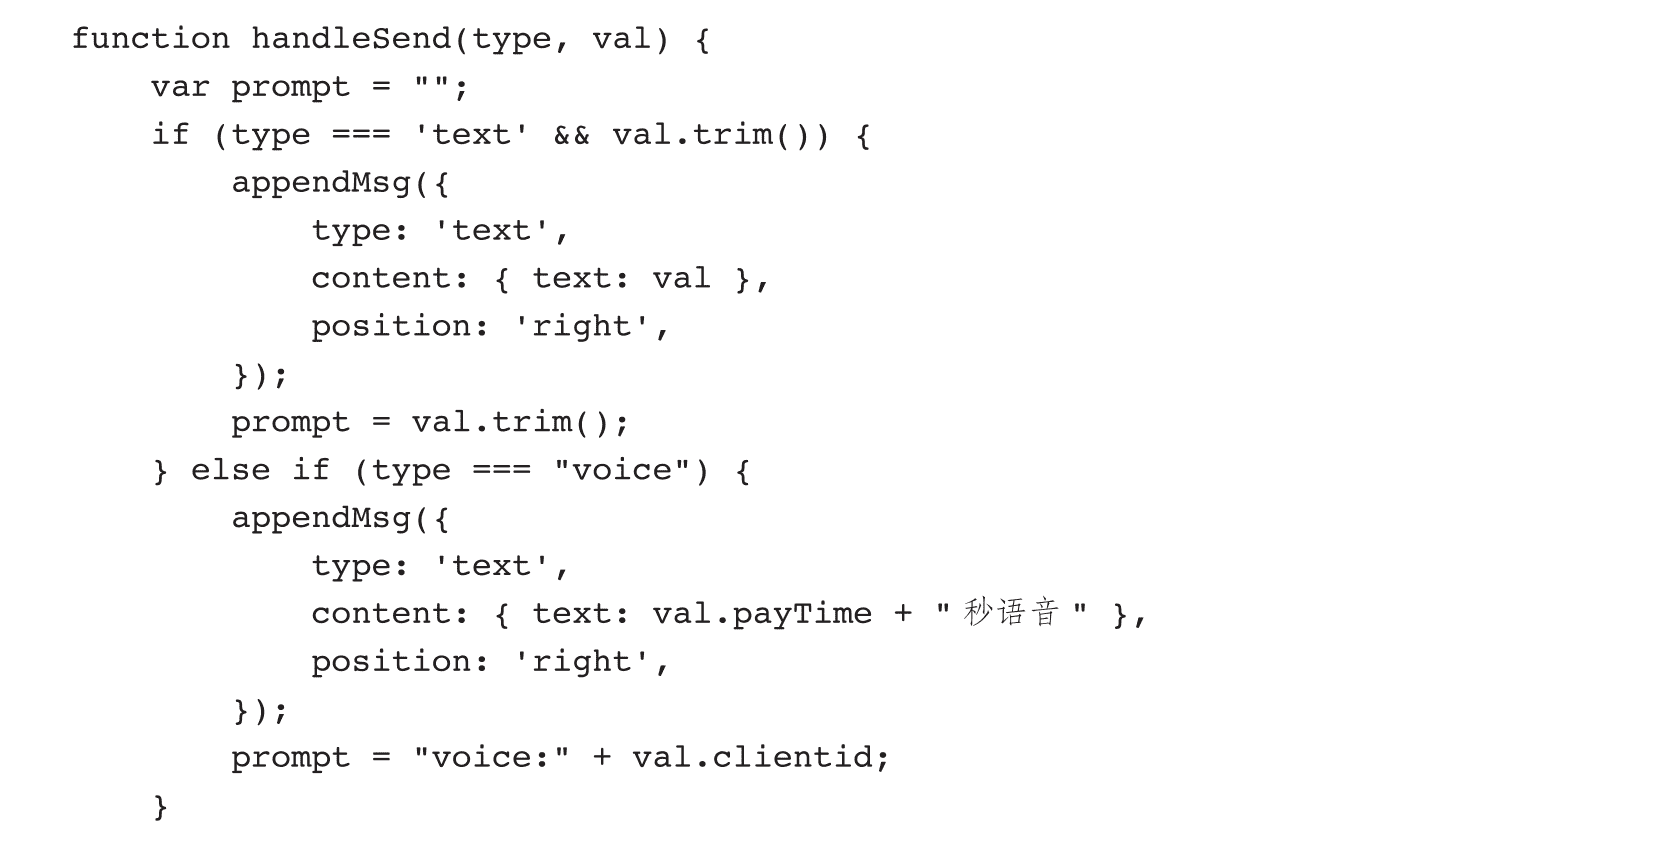 function handleSend(type, val) {
    var prompt = "";
    if (type === 'text' && val.trim()) {
        appendMsg({
            type: 'text',
            content: { text: val },
            position: 'right',
        });
        prompt = val.trim();
    } else if (type === "voice") {
        appendMsg({
            type: 'text',
            content: { text: val.payTime + " 秒语音 " },
            position: 'right',
        });
        prompt = "voice:" + val.clientid;
    }